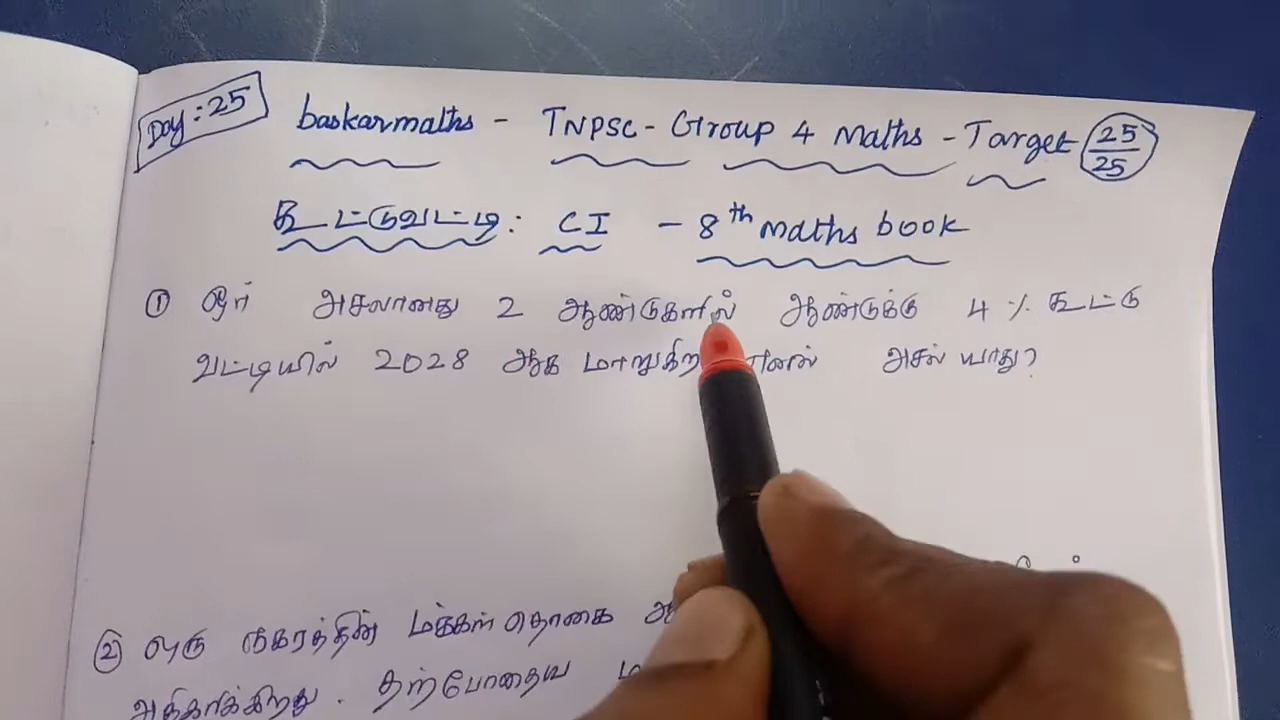 Day: 25
baskarmaths - TNPSC - Group 4 Maths - Target 25/25
கூட்டுவட்டி: CI - 8th maths book
① ஓர் அசலானது 2 ஆண்டுகளில் ஆண்டுக்கு 4 % கூட்டு
வட்டியில் 2028 ஆக அசல் யாது?
② ஒரு நகரத்தின் மக்கள் தொகை
அதிகரிக்கிறது. தற்போதைய